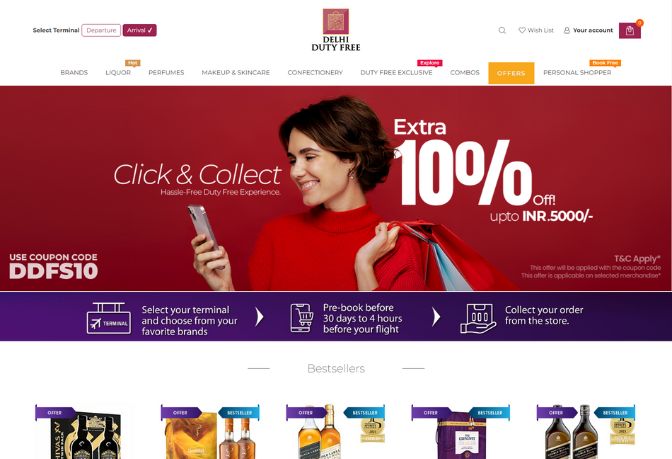 Select Terminal Departure Arrival ✓
DELHI
DUTY FREE
Wish List Your account 0
Hot Explore Book Free
BRANDS LIQUOR PERFUMES MAKEUP & SKINCARE CONFECTIONERY DUTY FREE EXCLUSIVE COMBOS OFFERS PERSONAL SHOPPER
Click & Collect
Hassle-Free Duty Free Experience.
Extra
10%
Off!
upto INR.5000/-
USE COUPON CODE
DDFS10
T&C Apply*
This offer will be applied with the coupon code
This offer is applicable on selected merchandise*
TERMINAL
Select your terminal
and choose from your
favorite brands
Pre-book before
30 days to 4 hours
before your flight
Collect your order
from the store.
Bestsellers
OFFER
OFFER BESTSELLER
OFFER BESTSELLER
OFFER BESTSELLER
OFFER BESTSELLER
CHIVAS XV